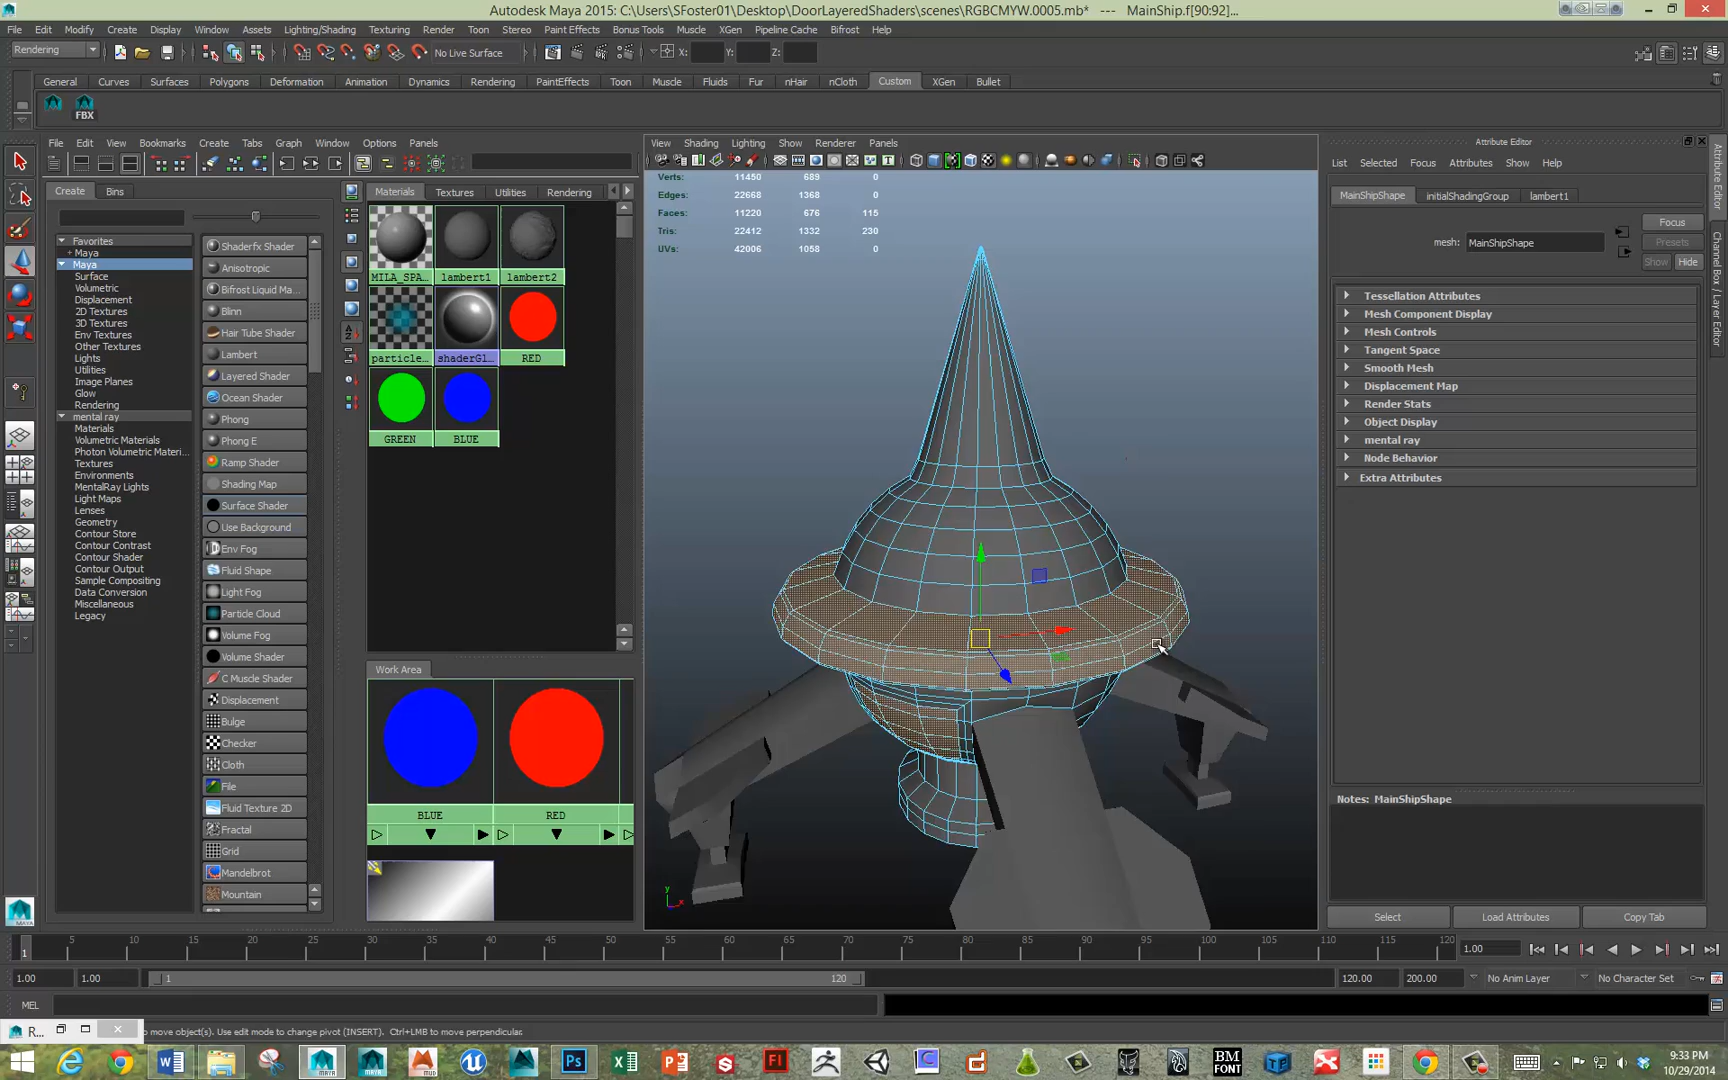 Autodesk Maya 2015: C:\Users\SFoster01\Desktop\DoorLayeredShaders\scenes\RGBCMYW.0005.mb* --- MainShip.f[90:92]...
File Edit Modify Create Display Window Assets Lighting/Shading Texturing Render Toon Stereo Paint Effects Bonus Tools Muscle XGen Pipeline Cache Bifrost Help
Rendering No Live Surface X: Y: Z:
General Curves Surfaces Polygons Deformation Animation Dynamics Rendering PaintEffects Toon Muscle Fluids Fur nHair nCloth Custom XGen Bullet
FBX
File Edit View Bookmarks Create Tabs Graph Window Options Panels
Create Bins
Favorites
+ Maya
Maya
Surface
Volumetric
Displacement
2D Textures
3D Textures
Env Textures
Other Textures
Lights
Utilities
Image Planes
Glow
Rendering
mental ray
Materials
Volumetric Materials
Photon Volumetric Materi...
Textures
Environments
MentalRay Lights
Light Maps
Lenses
Geometry
Contour Store
Contour Contrast
Contour Shader
Contour Output
Sample Compositing
Data Conversion
Miscellaneous
Legacy
Shaderfx Shader
Anisotropic
Bifrost Liquid Ma...
Blinn
Hair Tube Shader
Lambert
Layered Shader
Ocean Shader
Phong
Phong E
Ramp Shader
Shading Map
Surface Shader
Use Background
Env Fog
Fluid Shape
Light Fog
Particle Cloud
Volume Fog
Volume Shader
C Muscle Shader
Displacement
Bulge
Checker
Cloth
File
Fluid Texture 2D
Fractal
Grid
Mandelbrot
Mountain
Materials Textures Utilities Rendering
MILA_SPA... lambert1 lambert2
particle... shaderGl... RED
GREEN BLUE
Work Area
BLUE RED
View Shading Lighting Show Renderer Panels
Verts: 11450 689 0
Edges: 22668 1368 0
Faces: 11220 676 115
Tris: 22412 1332 230
UVs: 42006 1058 0
y
x
Attribute Editor
List Selected Focus Attributes Show Help
MainShipShape initialShadingGroup lambert1
Focus
mesh: MainShipShape Presets
Show Hide
Tessellation Attributes
Mesh Component Display
Mesh Controls
Tangent Space
Smooth Mesh
Displacement Map
Render Stats
Object Display
mental ray
Node Behavior
Extra Attributes
Notes: MainShipShape
Select Load Attributes Copy Tab
Attribute Editor
Channel Box / Layer Editor
1 5 10 15 20 25 30 35 40 45 50 55 60 65 70 75 80 85 90 95 100 105 110 115 120 1.00
1.00 1.00 1 120 120.00 200.00 No Anim Layer No Character Set
MEL
R... to move object(s). Use edit mode to change pivot (INSERT). Ctrl+LMB to move perpendicular.
BM FONT
9:33 PM
10/29/2014